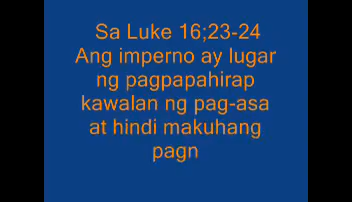 Sa Luke 16;23-24
Ang imperno ay lugar
ng pagpapahirap
kawalan ng pag-asa
at hindi makuhang
pagn